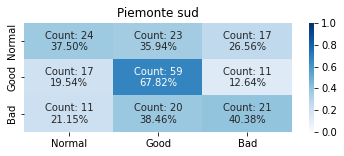 Piemonte sud
Normal
Count: 24
37.50%
Count: 23
35.94%
Count: 17
26.56%
Good
Count: 17
19.54%
Count: 59
67.82%
Count: 11
12.64%
Bad
Count: 11
21.15%
Count: 20
38.46%
Count: 21
40.38%
Normal
Good
Bad
1.0
0.8
0.6
0.4
0.2
0.0